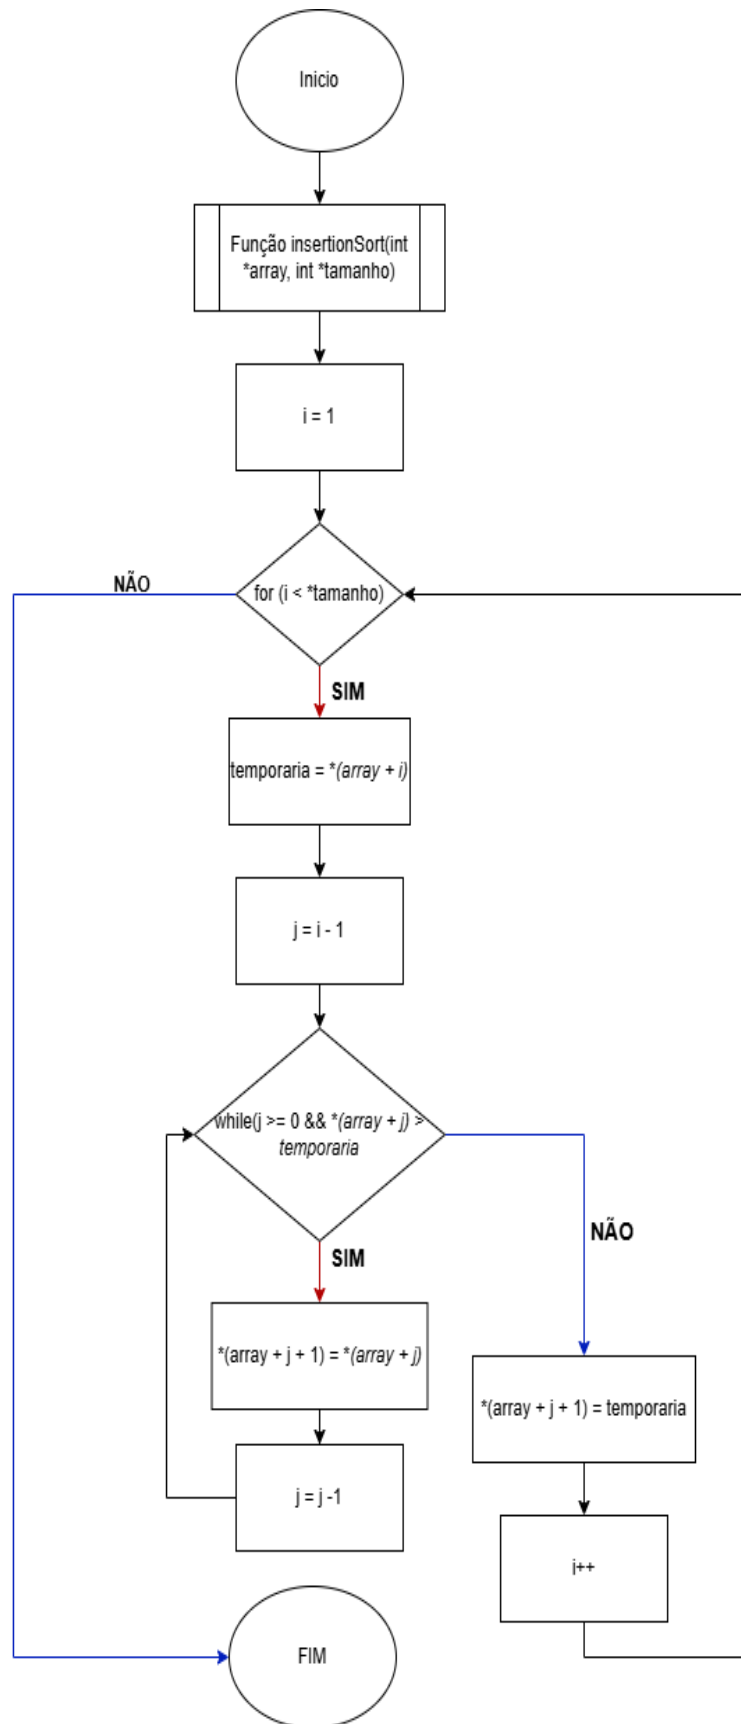 Inicio
Função insertionSort(int
*array, int *tamanho)
i = 1
NÃO
for (i < *tamanho)
SIM
temporaria = *(array + i)
j = i - 1
while(j >= 0 && *(array + j) >
temporaria
NÃO
SIM
*(array + j + 1) = *(array + j)
*(array + j + 1) = temporaria
j = j -1
i++
FIM